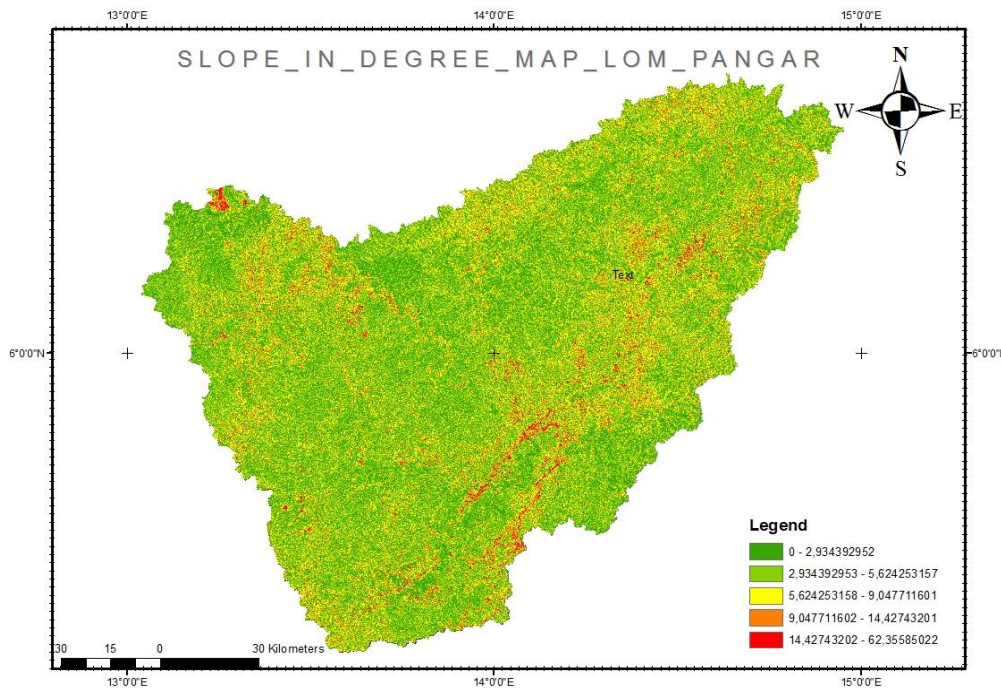 13°0'0"E 14°0'0"E 15°0'0"E
SLOPE_IN_DEGREE_MAP_LOM_PANGAR
N
W E
S
Text
6°0'0"N 6°0'0"N
Legend
0 - 2,934392952
2,934392953 - 5,624253157
5,624253158 - 9,047711601
9,047711602 - 14,42743201
14,42743202 - 62,35585022
30 15 0 30 Kilometers
13°0'0"E 14°0'0"E 15°0'0"E